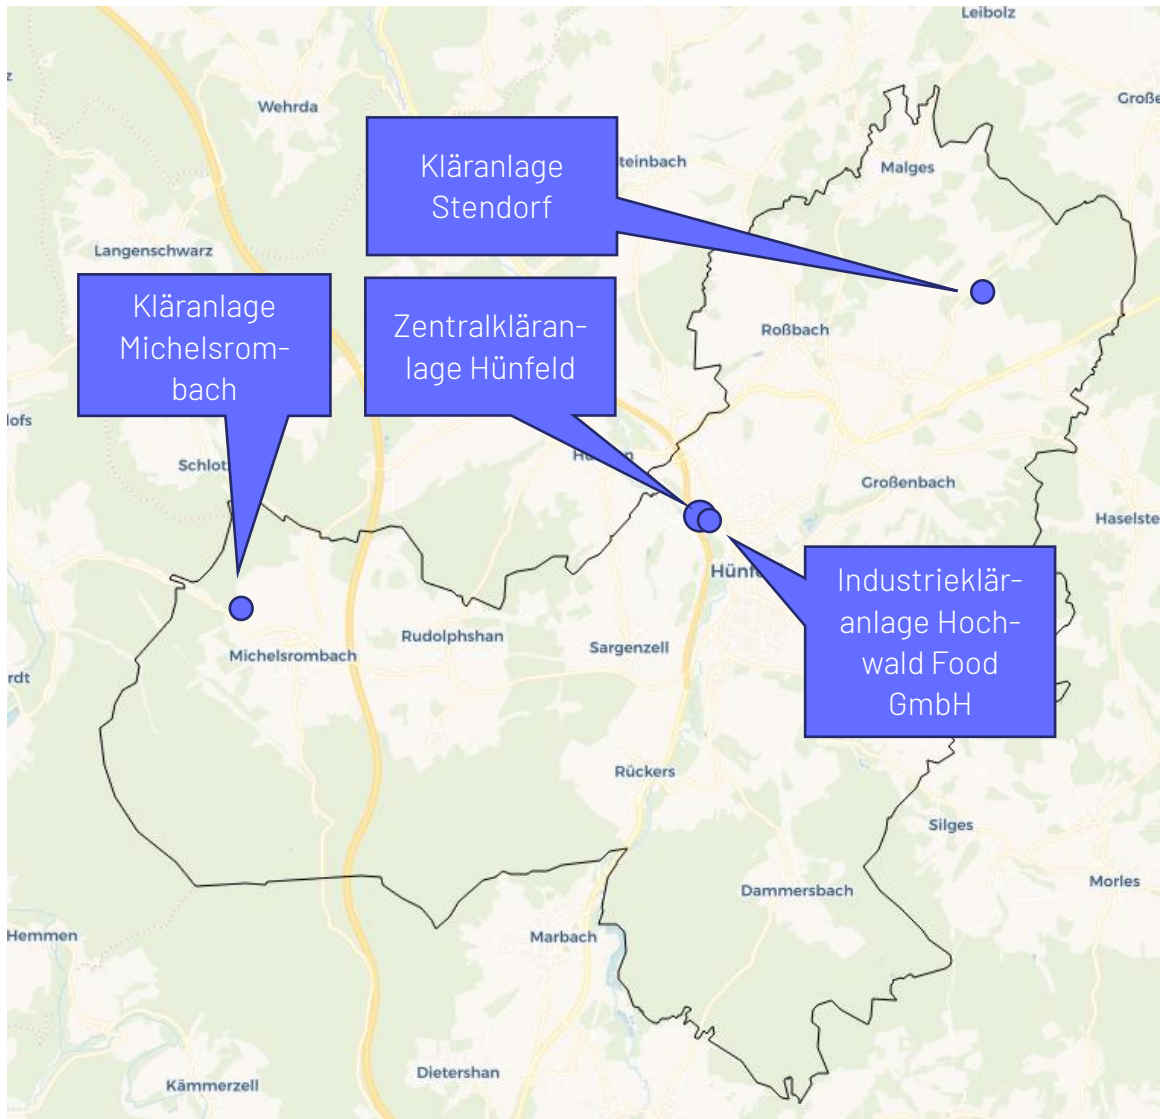 Leibolz
z
Große
Wehrda
teinbach
Malges
Kläranlage
Stendorf
Langenschwarz
Kläranlage
Michelsrom-
bach
Zentralkläran-
lage Hünfeld
Roßbach
lofs
Schlot
Großenbach
Haselste
Hünf
Industrieklär-
anlage Hoch-
wald Food
GmbH
Rudolphshan
Sargenzell
Michelsrombach
rdt
Rückers
Silges
Dammersbach
Morles
Hemmen
Marbach
Dietershan
Kämmerzell